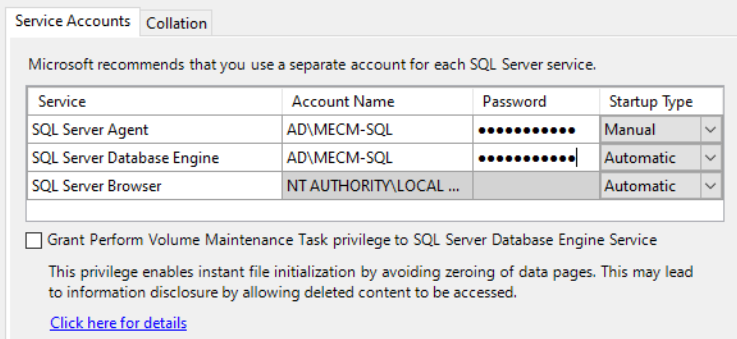 Service Accounts Collation
Microsoft recommends that you use a separate account for each SQL Server service.
Service Account Name Password Startup Type
SQL Server Agent AD\MECM-SQL ●●●●●●●●●●● Manual
SQL Server Database Engine AD\MECM-SQL ●●●●●●●●●●● Automatic
SQL Server Browser NT AUTHORITY\LOCAL ... Automatic
Grant Perform Volume Maintenance Task privilege to SQL Server Database Engine Service
This privilege enables instant file initialization by avoiding zeroing of data pages. This may lead
to information disclosure by allowing deleted content to be accessed.
Click here for details